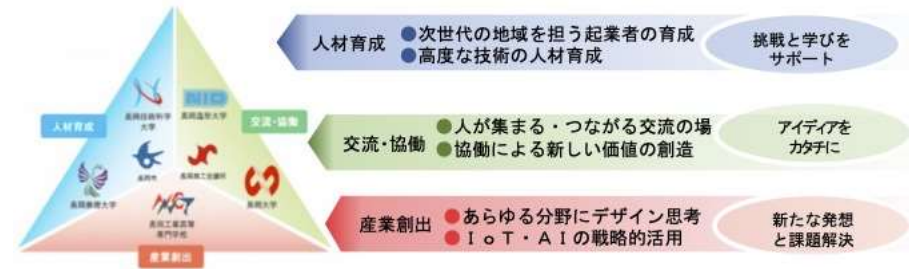 人材育成
●次世代の地域を担う起業者の育成
●高度な技術の人材育成
挑戦と学びを
サポート
交流・協働
●人が集まる・つながる交流の場
●協働による新しい価値の創造
アイディアを
カタチに
産業創出
●あらゆる分野にデザイン思考
●IoT・AIの戦略的活用
新たな発想
と課題解決
長岡技術科学
大学
NID
長岡造形大学
人材育成
交流・協働
長岡市
長岡商工会議所
長岡崇徳大学
長岡大学
長岡工業高等
専門学校
産業創出